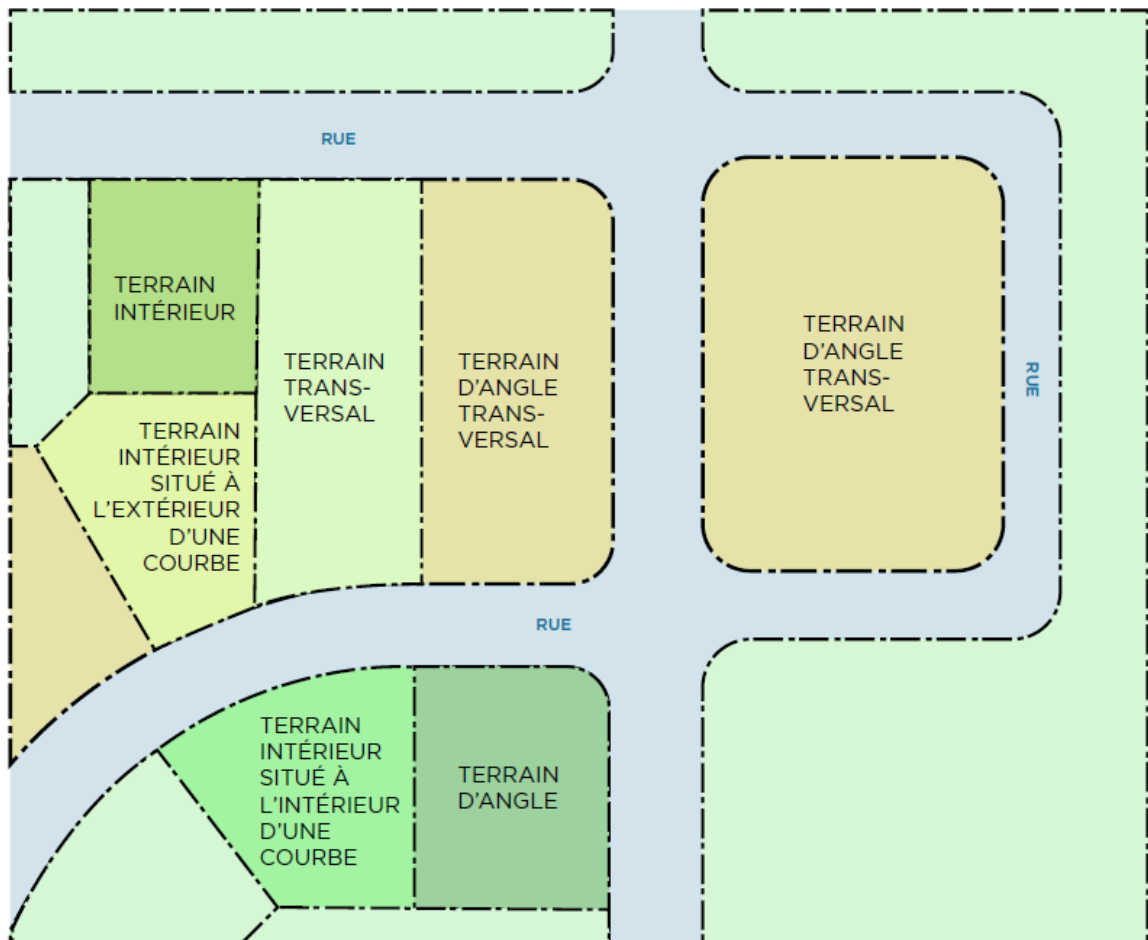 RUE
TERRAIN
INTÉRIEUR
TERRAIN
TRANS-
VERSAL
TERRAIN
D'ANGLE
TRANS-
VERSAL
TERRAIN
D'ANGLE
TRANS-
VERSAL
RUE
TERRAIN
INTÉRIEUR
SITUÉ À
L'EXTÉRIEUR
D'UNE
COURBE
RUE
TERRAIN
INTÉRIEUR
SITUÉ À
L'INTÉRIEUR
D'UNE
COURBE
TERRAIN
D'ANGLE